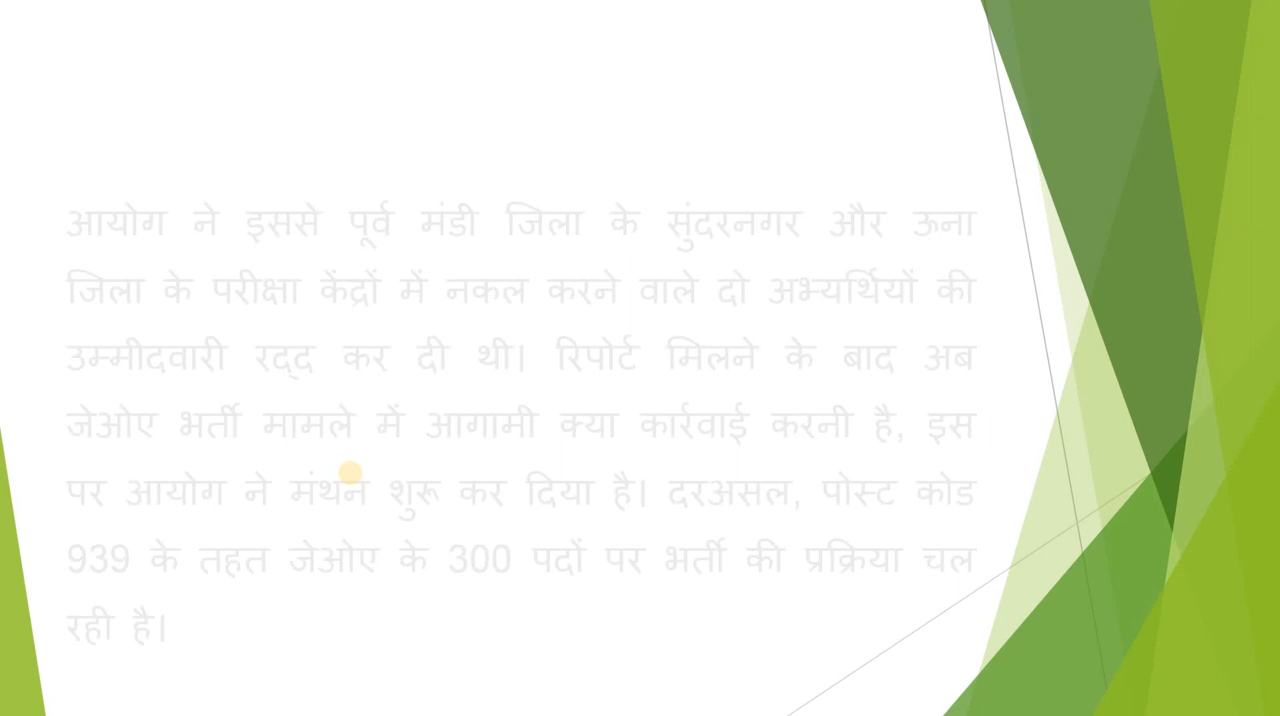 आयोग ने इससे पूर्व मंडी जिला के सुंदरनगर और ऊना
जिला के परीक्षा केंद्रों में नकल करने वाले दो अभ्यर्थियों की
उम्मीदवारी रद्द कर दी थी। रिपोर्ट मिलने के बाद अब
जेओए भर्ती मामले में आगामी क्या कार्रवाई करनी है, इस
पर आयोग ने मंथन शुरू कर दिया है। दरअसल, पोस्ट कोड
939 के तहत जेओए के 300 पदों पर भर्ती की प्रक्रिया चल
रही है।